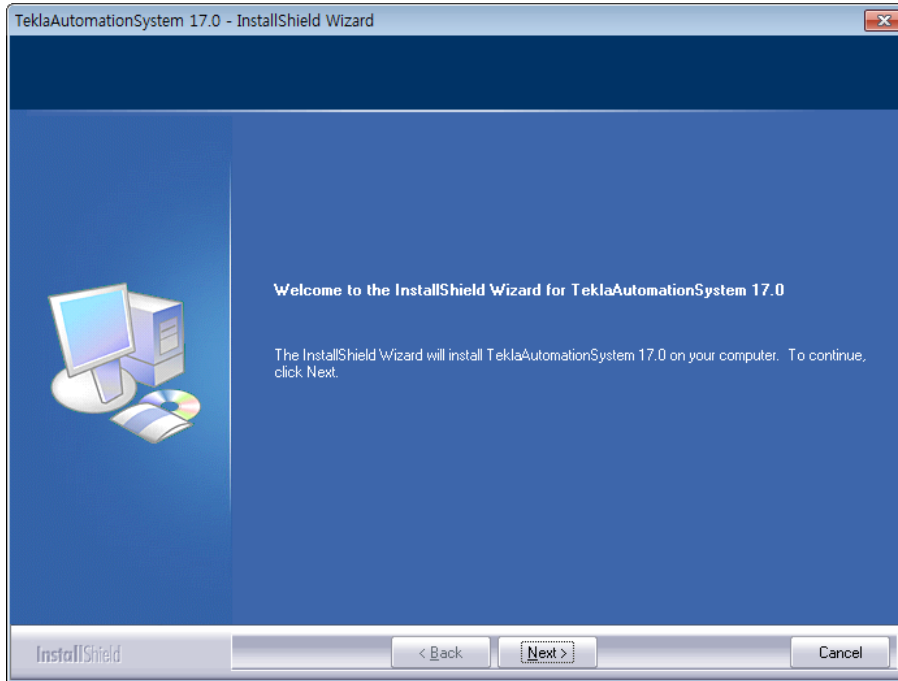 TeklaAutomationSystem 17.0 - InstallShield Wizard
Welcome to the InstallShield Wizard for TeklaAutomationSystem 17.0
The InstallShield Wizard will install TeklaAutomationSystem 17.0 on your computer. To continue,
click Next.
InstallShield
< Back
Next >
Cancel